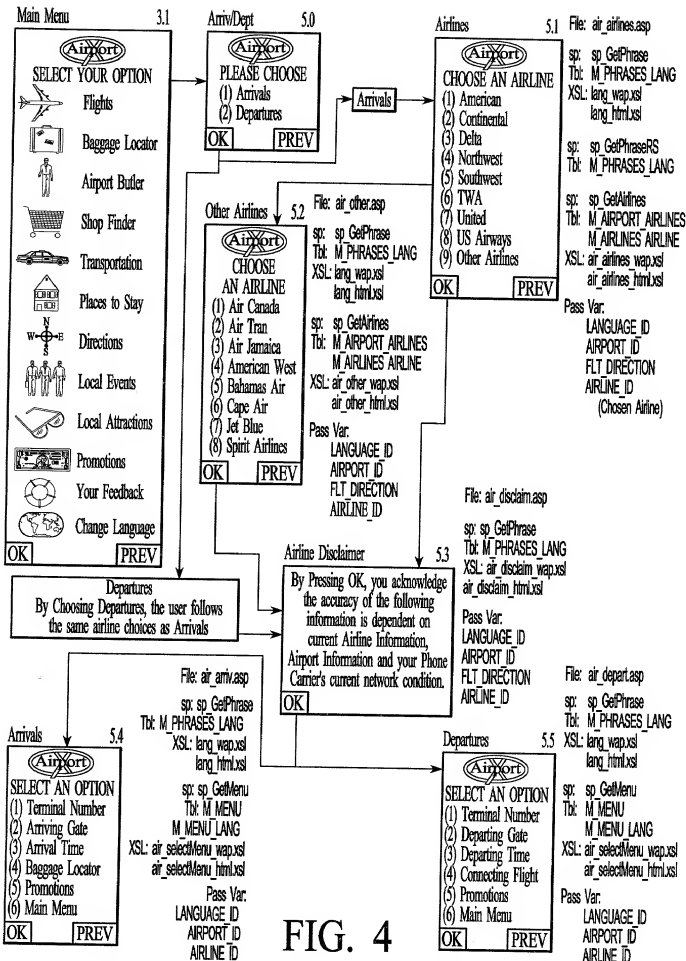 Main Menu 3.1
Airport
SELECT YOUR OPTION
Flights
Baggage Locator
Airport Butler
Shop Finder
Transportation
Places to Stay
N
W E
S
Directions
Local Events
Local Attractions
Promotions
Your Feedback
Change Language
OK PREV
Arriv/Dept 5.0
Airport
PLEASE CHOOSE
(1) Arrivals
(2) Departures
OK PREV
Arrivals
Airlines 5.1
Airport
CHOOSE AN AIRLINE
(1) American
(2) Continental
(3) Delta
(4) Northwest
(5) Southwest
(6) TWA
(7) United
(8) US Airways
(9) Other Airlines
OK PREV
File: air_airlines.asp
sp: sp_GetPhrase
Tbl: M_PHRASES_LANG
XSL: lang_wap.xsl
lang_html.xsl
sp: sp_GetPhraseRS
Tbl: M_PHRASES_LANG
sp: sp_GetAirlines
Tbl: M_AIRPORT_AIRLINES
M_AIRLINES_AIRLINE
XSL: air_airlines_wap.xsl
air_airlines_html.xsl
Pass Var:
LANGUAGE_ID
AIRPORT_ID
FLT_DIRECTION
AIRLINE_ID
(Chosen Airline)
Other Airlines 5.2
Airport
CHOOSE
AN AIRLINE
(1) Air Canada
(2) Air Tran
(3) Air Jamaica
(4) American West
(5) Bahamas Air
(6) Cape Air
(7) Jet Blue
(8) Spirit Airlines
OK PREV
File: air_other.asp
sp: sp_GetPhrase
Tbl: M_PHRASES_LANG
XSL: lang_wap.xsl
lang_html.xsl
sp: sp_GetAirlines
Tbl: M_AIRPORT_AIRLINES
M_AIRLINES_AIRLINE
XSL: air_other_wap.xsl
air_other_html.xsl
Pass Var:
LANGUAGE_ID
AIRPORT_ID
FLT_DIRECTION
AIRLINE_ID
Departures
By Choosing Departures, the user follows
the same airline choices as Arrivals
Airline Disclaimer 5.3
By Pressing OK, you acknowledge
the accuracy of the following
information is dependent on
current Airline Information,
Airport Information and your Phone
Carrier's current network condition.
OK
File: air_disclaim.asp
sp: sp_GetPhrase
Tbl: M_PHRASES_LANG
XSL: air_disclaim_wap.xsl
air_disclaim_html.xsl
Pass Var:
LANGUAGE_ID
AIRPORT_ID
FLT_DIRECTION
AIRLINE_ID
Arrivals 5.4
Airport
SELECT AN OPTION
(1) Terminal Number
(2) Arriving Gate
(3) Arrival Time
(4) Baggage Locator
(5) Promotions
(6) Main Menu
OK PREV
File: air_arriv.asp
sp: sp_GetPhrase
Tbl: M_PHRASES_LANG
XSL: lang_wap.xsl
lang_html.xsl
sp: sp_GetMenu
Tbl: M_MENU
M_MENU_LANG
XSL: air_selectMenu_wap.xsl
air_selectMenu_html.xsl
Pass Var:
LANGUAGE_ID
AIRPORT_ID
AIRLINE_ID
Departures 5.5
Airport
SELECT AN OPTION
(1) Terminal Number
(2) Departing Gate
(3) Departing Time
(4) Connecting Flight
(5) Promotions
(6) Main Menu
OK PREV
File: air_depart.asp
sp: sp_GetPhrase
Tbl: M_PHRASES_LANG
XSL: lang_wap.xsl
lang_html.xsl
sp: sp_GetMenu
Tbl: M_MENU
M_MENU_LANG
XSL: air_selectMenu_wap.xsl
air_selectMenu_html.xsl
Pass Var:
LANGUAGE_ID
AIRPORT_ID
AIRLINE_ID
FIG. 4